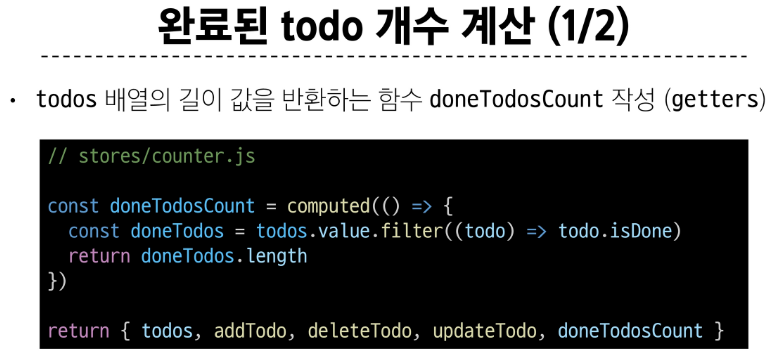 완료된 todo 개수 계산 (1/2)
• todos 배열의 길이 값을 반환하는 함수 doneTodosCount 작성 (getters)
// stores/counter.js
const doneTodosCount = computed(() => {
  const doneTodos = todos.value.filter((todo) => todo.isDone)
  return doneTodos.length
})
return { todos, addTodo, deleteTodo, updateTodo, doneTodosCount }